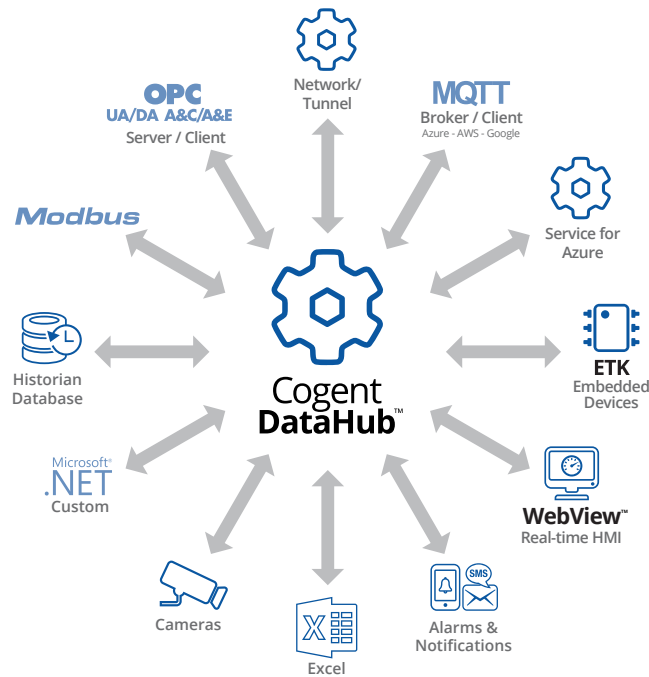 Network/
Tunnel
OPC
UA/DA A&C/A&E
Server / Client
MQTT
Broker / Client
Azure - AWS - Google
Modbus
Service for
Azure
Historian
Database
Cogent
DataHub™
ETK
Embedded
Devices
Microsoft®
.NET
Custom
WebView™
Real-time HMI
Cameras
X
Excel
SMS
Alarms &
Notifications